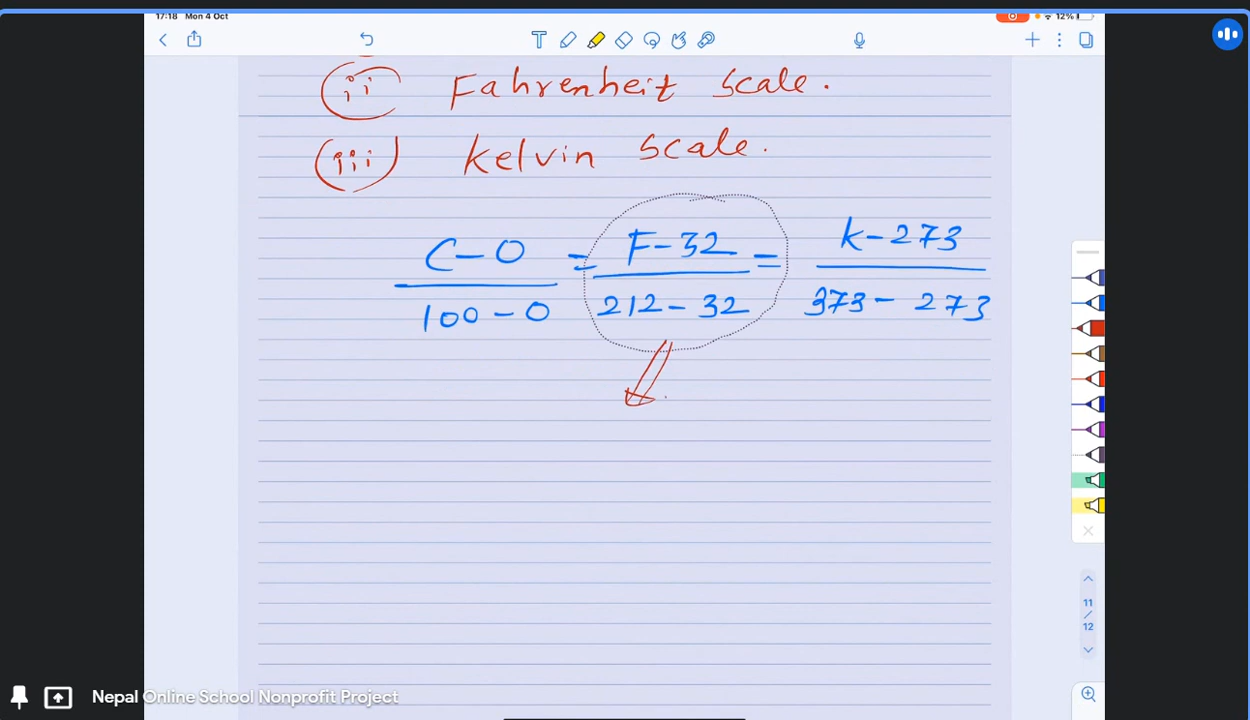 17:18 Mon 4 Oct
12%
(ii) Fahrenheit Scale.
(iii) Kelvin Scale.
C-0 = F-32 = K-273
100-0 212-32 373-273
11
/
12
Nepal Online School Nonprofit Project